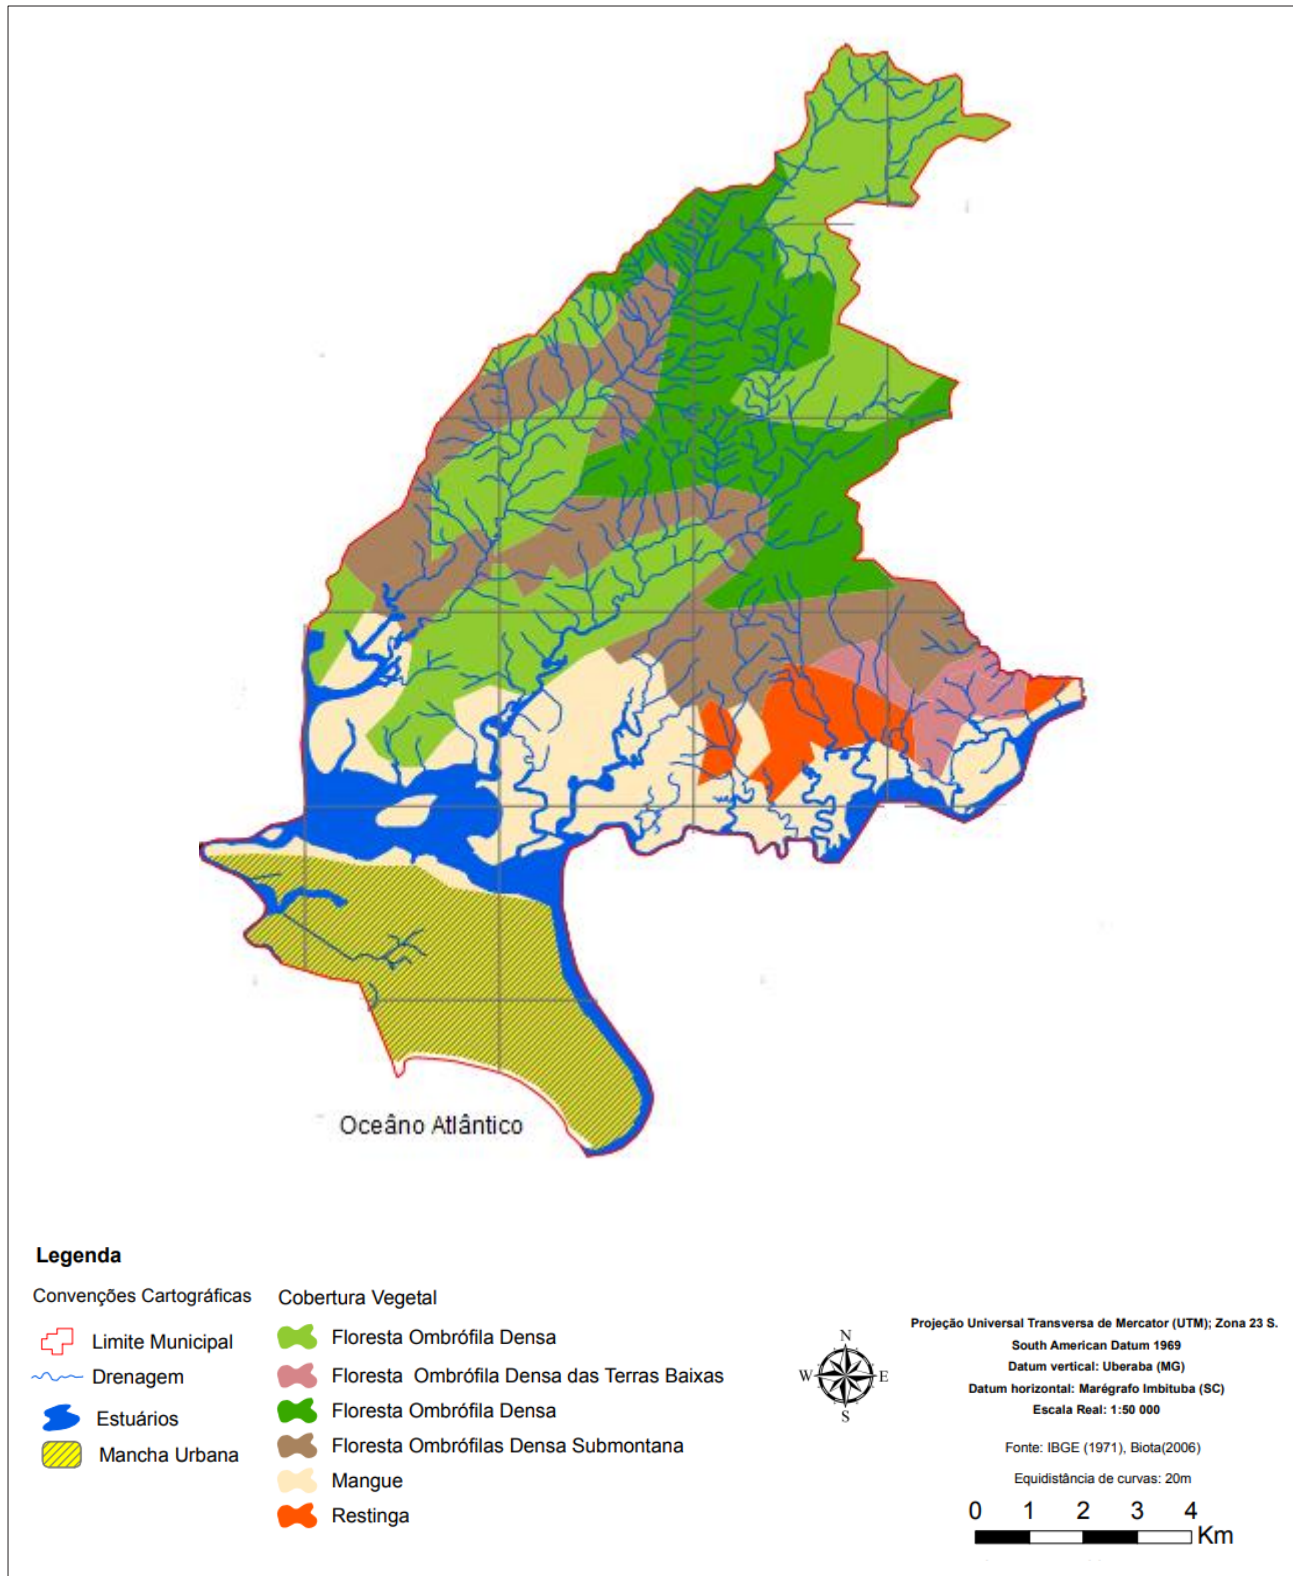 Oceâno Atlântico
Legenda
Convenções Cartográficas
Limite Municipal
Drenagem
Estuários
Mancha Urbana
Cobertura Vegetal
Floresta Ombrófila Densa
Floresta Ombrófila Densa das Terras Baixas
Floresta Ombrófila Densa
Floresta Ombrófilas Densa Submontana
Mangue
Restinga
N
W E
S
Projeção Universal Transversa de Mercator (UTM); Zona 23 S.
South American Datum 1969
Datum vertical: Uberaba (MG)
Datum horizontal: Marégrafo Imbituba (SC)
Escala Real: 1:50 000
Fonte: IBGE (1971), Biota(2006)
Equidistância de curvas: 20m
0 1 2 3 4
Km